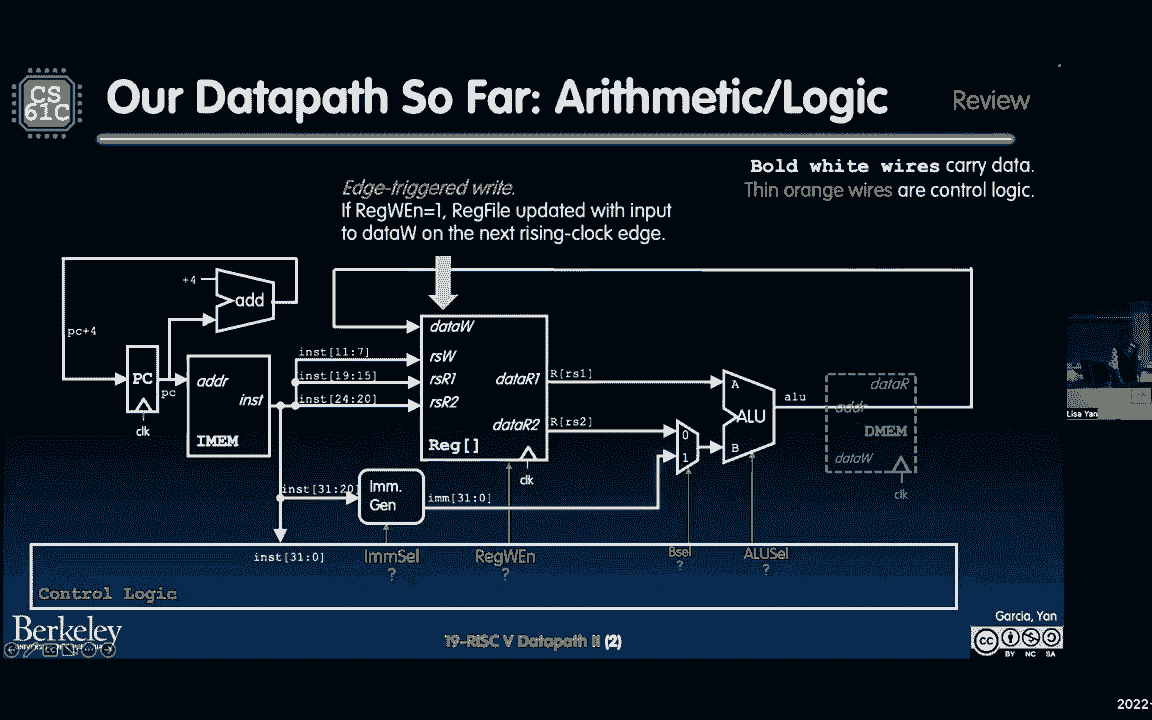 CS
61C
Our Datapath So Far: Arithmetic/Logic
Review
Bold white wires carry data.
Thin orange wires are control logic.
Edge-triggered write.
If RegWEn=1, RegFile updated with input
to dataW on the next rising-clock edge.
+4
add
pc+4
PC
pc
clk
addr
inst
IMEM
inst[11:7]
inst[19:15]
inst[24:20]
dataW
rsW
rsR1
rsR2
dataR1
dataR2
Reg[]
clk
R[rs1]
R[rs2]
inst[31:20]
Imm.
Gen
imm[31:0]
0
1
A
ALU
B
alu
dataR
addr
DMEM
dataW
clk
inst[31:0]
ImmSel
?
RegWEn
?
Bsel
?
ALUSel
?
Control Logic
Berkeley
19-RISC V Datapath II (2)
Garcia, Yan
cc
BY NC SA
Lisa Yan
2022-